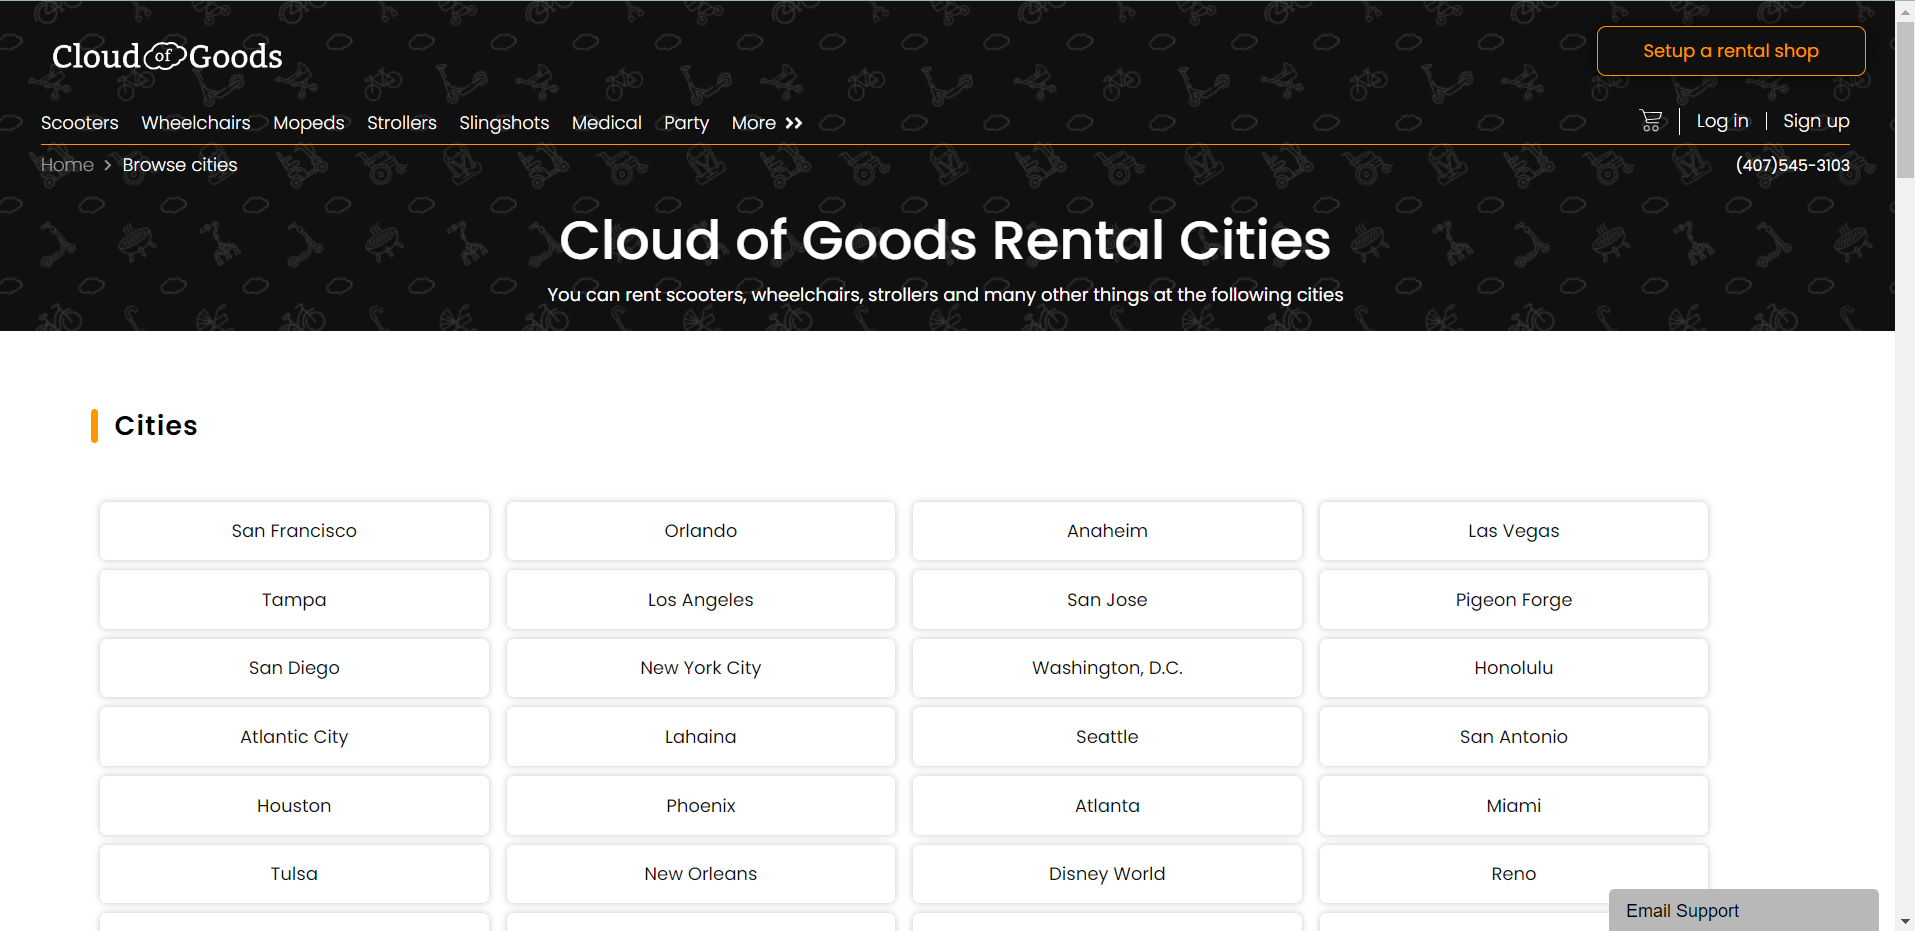 Cloud of Goods
Setup a rental shop
Scooters Wheelchairs Mopeds Strollers Slingshots Medical Party More
Log in | Sign up
Home > Browse cities
(407)545-3103
Cloud of Goods Rental Cities
You can rent scooters, wheelchairs, strollers and many other things at the following cities
Cities
San Francisco Orlando Anaheim Las Vegas
Tampa Los Angeles San Jose Pigeon Forge
San Diego New York City Washington, D.C. Honolulu
Atlantic City Lahaina Seattle San Antonio
Houston Phoenix Atlanta Miami
Tulsa New Orleans Disney World Reno
Email Support